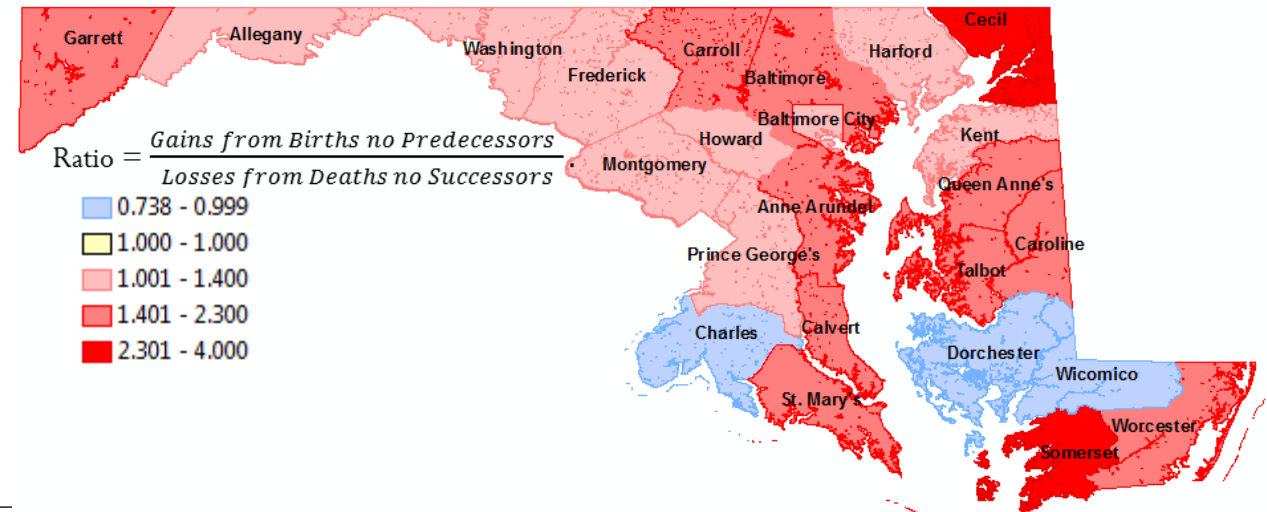 Cecil
Garrett
Allegany
Washington
Carroll
Harford
Frederick
Baltimore
Baltimore City
Kent
Howard
Montgomery
Queen Anne's
Anne Arundel
Caroline
Prince George's
Talbot
Charles
Calvert
Dorchester
Wicomico
St. Mary's
Worcester
Somerset
Ratio = Gains from Births no Predecessors
Losses from Deaths no Successors
0.738 - 0.999
1.000 - 1.000
1.001 - 1.400
1.401 - 2.300
2.301 - 4.000